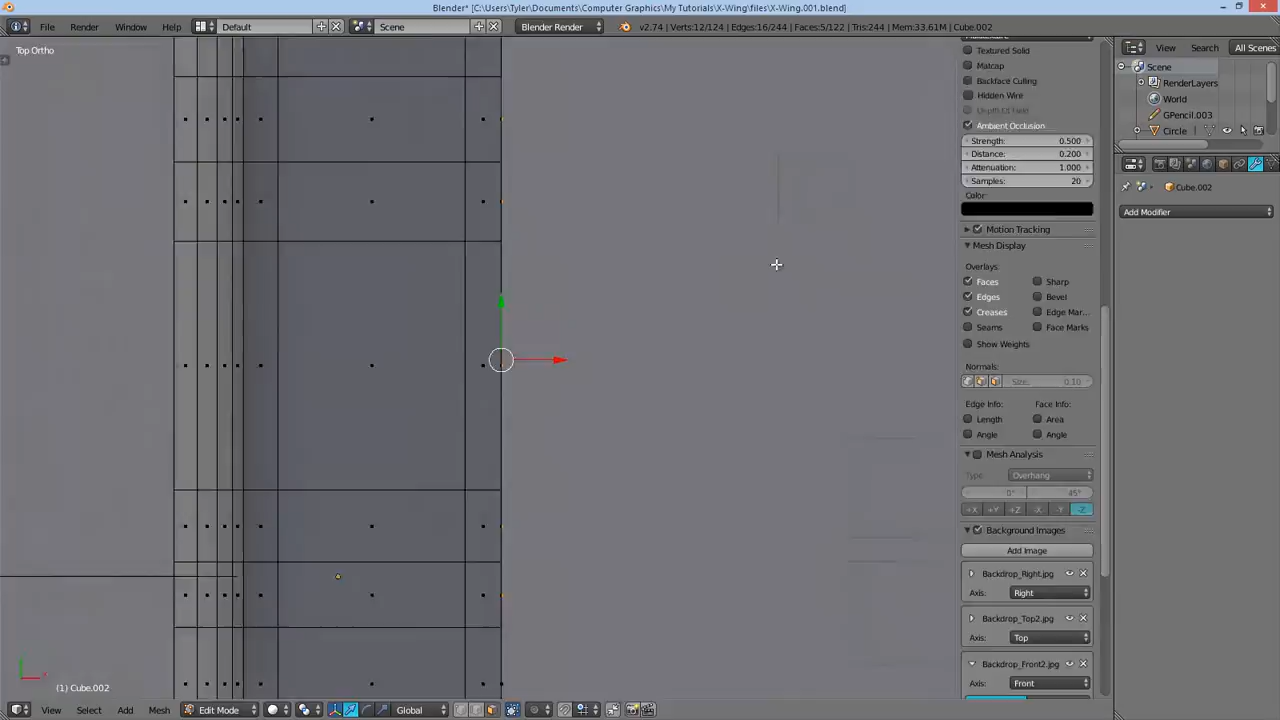 Blender* [C:\Users\Tyler\Documents\Computer Graphics\My Tutorials\X-Wing\files\X-Wing.001.blend]
File Render Window Help Default Scene Blender Render v2.74 | Verts:12/124 | Edges:16/244 | Faces:5/122 | Tris:244 | Mem:33.61M | Cube.002
View Search All Scenes
Top Ortho
Textured Solid
Matcap
Backface Culling
Hidden Wire
Ambient Occlusion
Strength: 0.500
Distance: 0.200
Attenuation: 1.000
Samples: 20
Color:
Motion Tracking
Mesh Display
Overlays:
Faces Sharp
Edges Bevel
Creases Edge Mar...
Seams Face Marks
Show Weights
Normals:
Size: 0.10
Edge Info: Face Info:
Length Area
Angle Angle
Mesh Analysis
Type: Overhang
0° 45°
+X +Y +Z -X -Y -Z
Background Images
Add Image
Backdrop_Right.jpg
Axis: Right
Backdrop_Top2.jpg
Axis: Top
Backdrop_Front2.jpg
Axis: Front
Scene
RenderLayers
World
GPencil.003
Circle
Cube.002
Add Modifier
(1) Cube.002
View Select Add Mesh Edit Mode Global